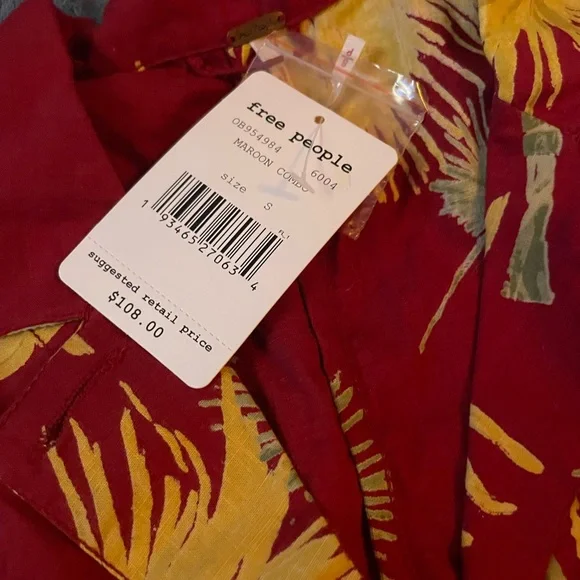 free people
OB954984 6004
MAROON COMBO
size S
1 93465 27063 4
suggested retail price
$108.00